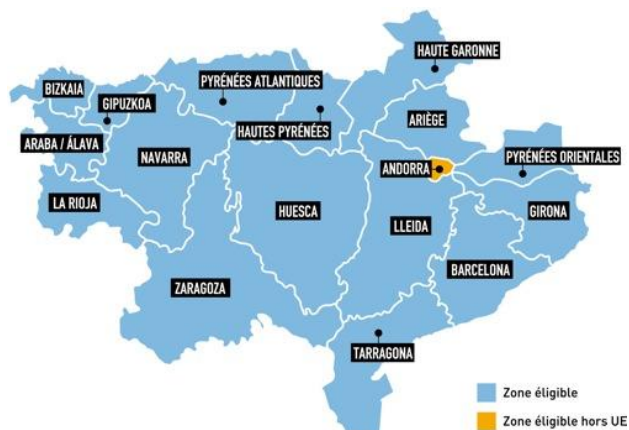 HAUTE GARONNE
PYRÉNÉES ATLANTIQUES
BIZKAIA
GIPUZKOA
ARIÈGE
HAUTES PYRÉNÉES
ARABA / ÁLAVA
NAVARRA
PYRÉNÉES ORIENTALES
ANDORRA
LA RIOJA
HUESCA
GIRONA
LLEIDA
BARCELONA
ZARAGOZA
TARRAGONA
Zone éligible
Zone éligible hors UE